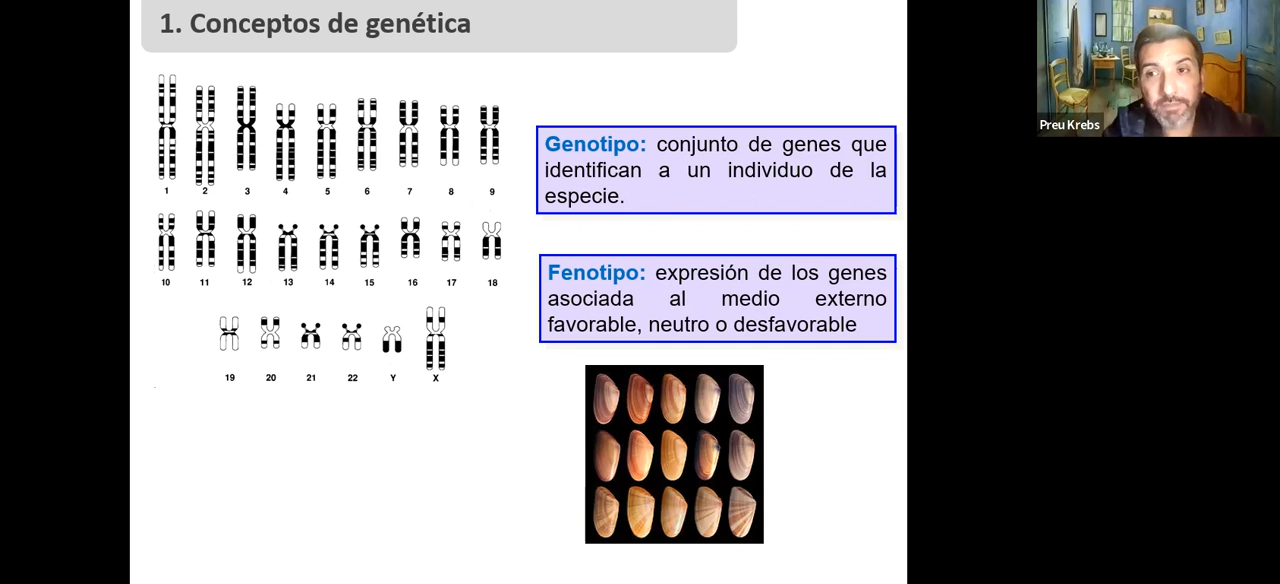 1. Conceptos de genética
1 2 3 4 5 6 7 8 9
10 11 12 13 14 15 16 17 18
19 20 21 22 Y X
Genotipo: conjunto de genes que
identifican a un individuo de la
especie.
Fenotipo: expresión de los genes
asociada al medio externo
favorable, neutro o desfavorable
Preu Krebs